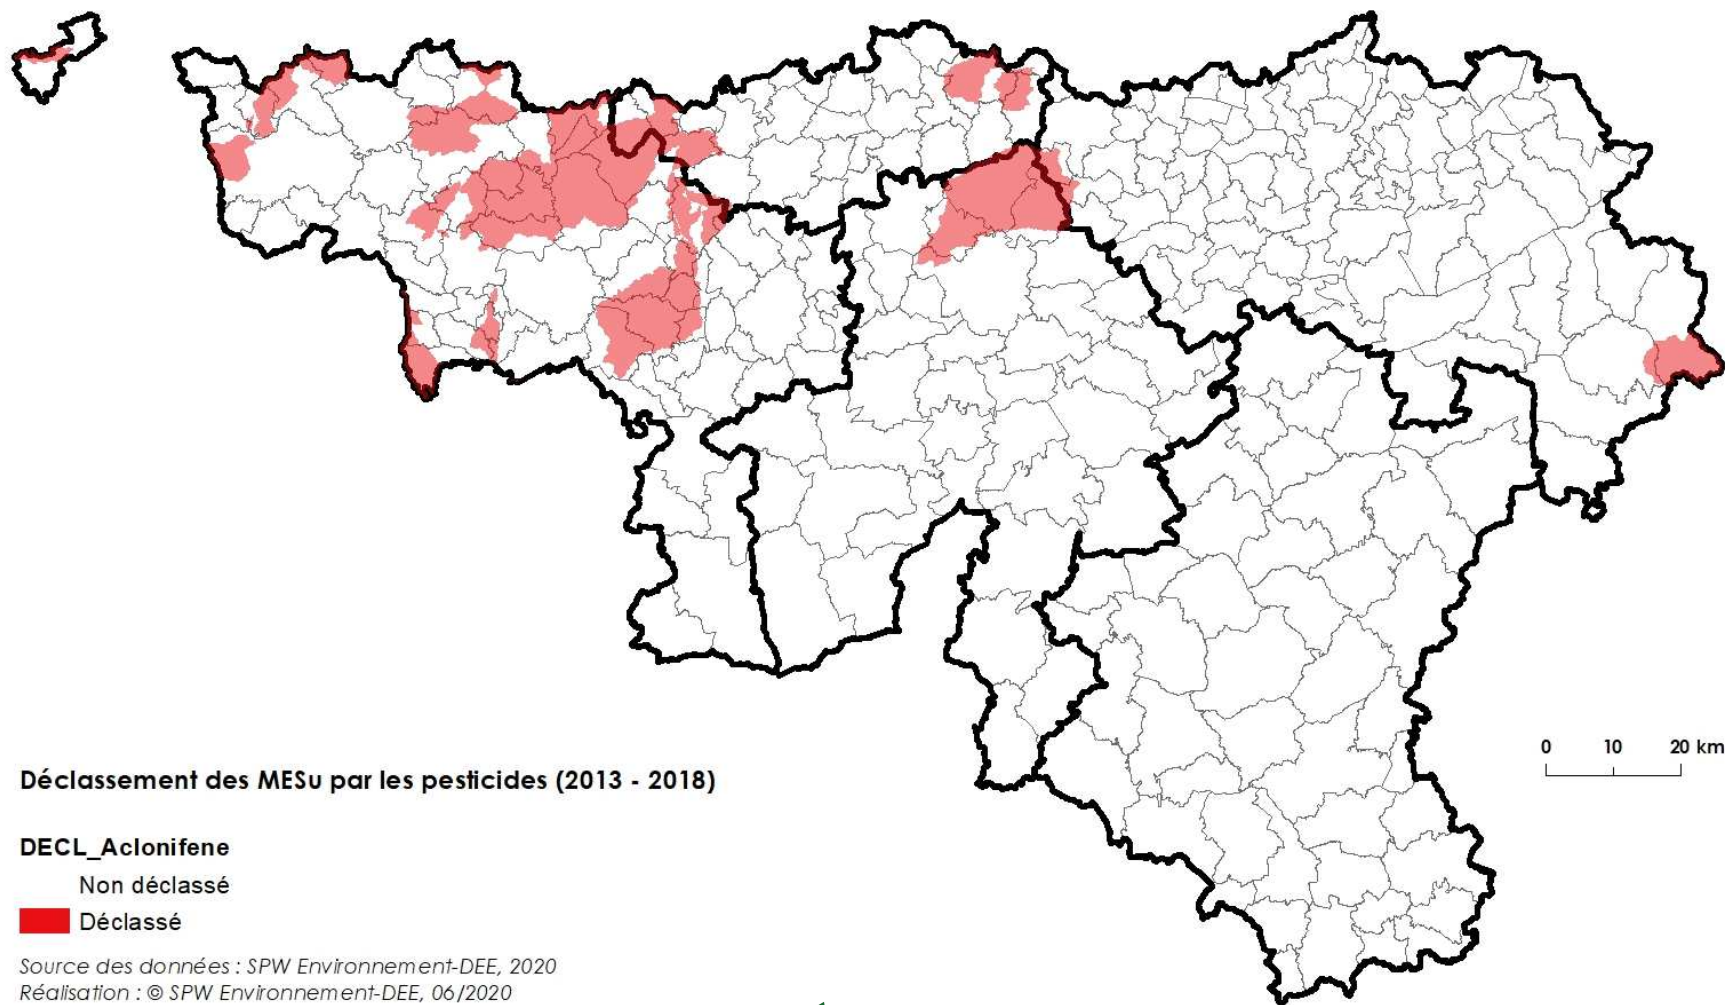 0 10 20 km
Déclassement des MESu par les pesticides (2013 - 2018)
DECL_Aclonifene
Non déclassé
Déclassé
Source des données : SPW Environnement-DEE, 2020
Réalisation : © SPW Environnement-DEE, 06/2020